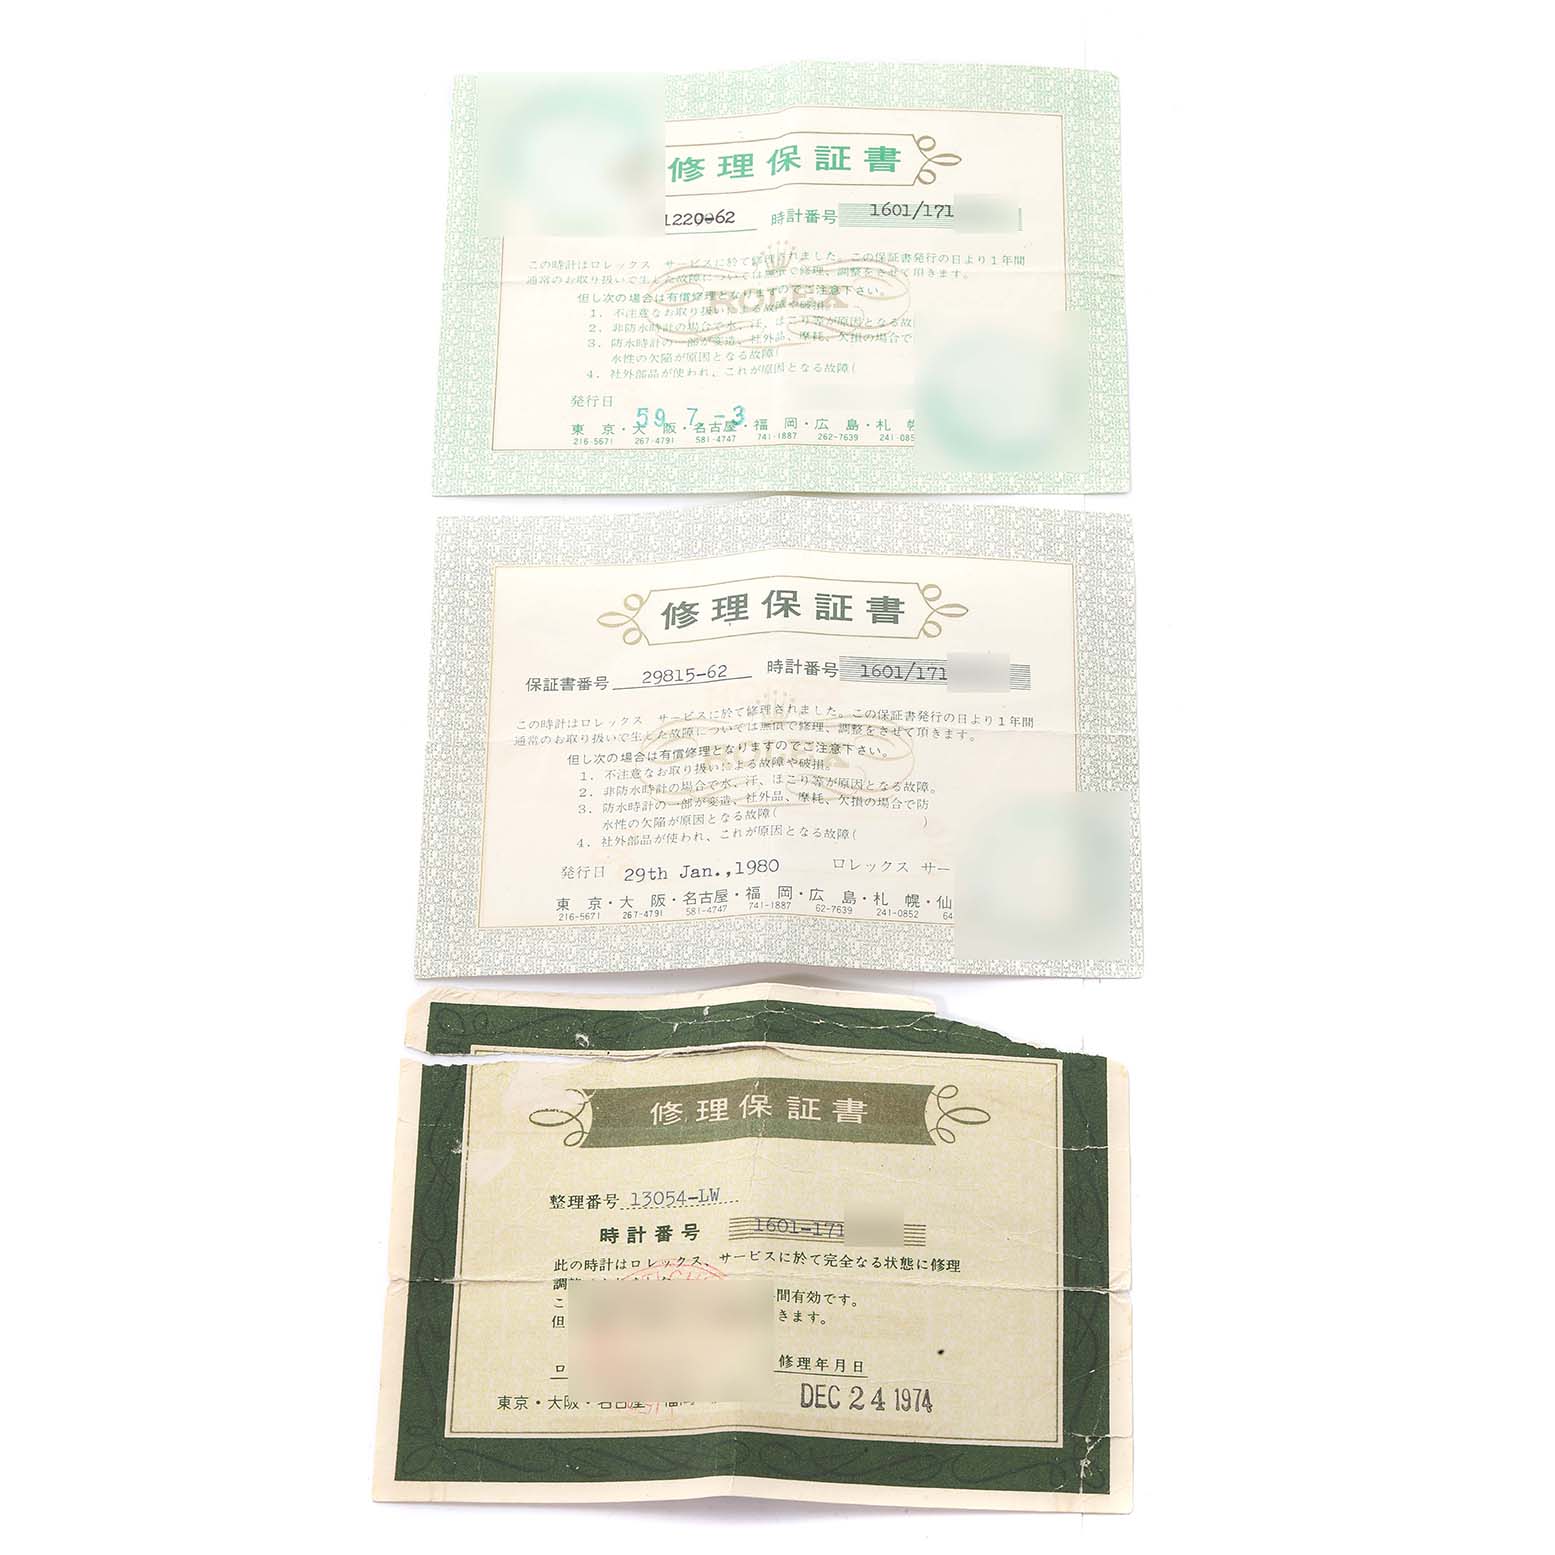 修理保証書
1220-62 時計番号 1601/171
この時計はロレックス サービスに於て修理されました。この保証書発行の日より1年間
通常のお取り扱いで生じた故障については無償で修理、調整をさせて頂きます。
但し次の場合は有償修理となりますのでご注意下さい。
1. 不注意なお取り扱いによる故障や破損。
2. 非防水時計の場合で水、汗、ほこり等が原因となる故
3. 防水時計の一部が変造、社外品、摩耗、欠損の場合で
水性の欠陥が原因となる故障(
4. 社外部品が使われ、これが原因となる故障(
ROLEX
発行日 59.7.-3
東京・大阪・名古屋・福岡・広島・札幌
216-5671 267-4791 581-4747 741-1887 262-7639 241-085
修理保証書
保証書番号 29815-62 時計番号 1601/171
この時計はロレックス サービスに於て修理されました。この保証書発行の日より1年間
通常のお取り扱いで生じた故障については無償で修理、調整をさせて頂きます。
但し次の場合は有償修理となりますのでご注意下さい。
1. 不注意なお取り扱いによる故障や破損。
2. 非防水時計の場合で水、汗、ほこり等が原因となる故障。
3. 防水時計の一部が変造、社外品、摩耗、欠損の場合で防
水性の欠陥が原因となる故障( )
4. 社外部品が使われ、これが原因となる故障(
ROLEX
発行日 29th Jan.,1980 ロレックス サー
東京・大阪・名古屋・福岡・広島・札幌・仙
216-5671 267-4791 581-4747 741-1887 62-7639 241-0852 64
修理保証書
整理番号 13054-LW
時計番号 1601-171
此の時計はロレックス、サービスに於て完全なる状態に修理
調
こ 間有効です。
但 きます。
ロ 修理年月日
DEC 24 1974
東京・大阪・名古屋・福岡